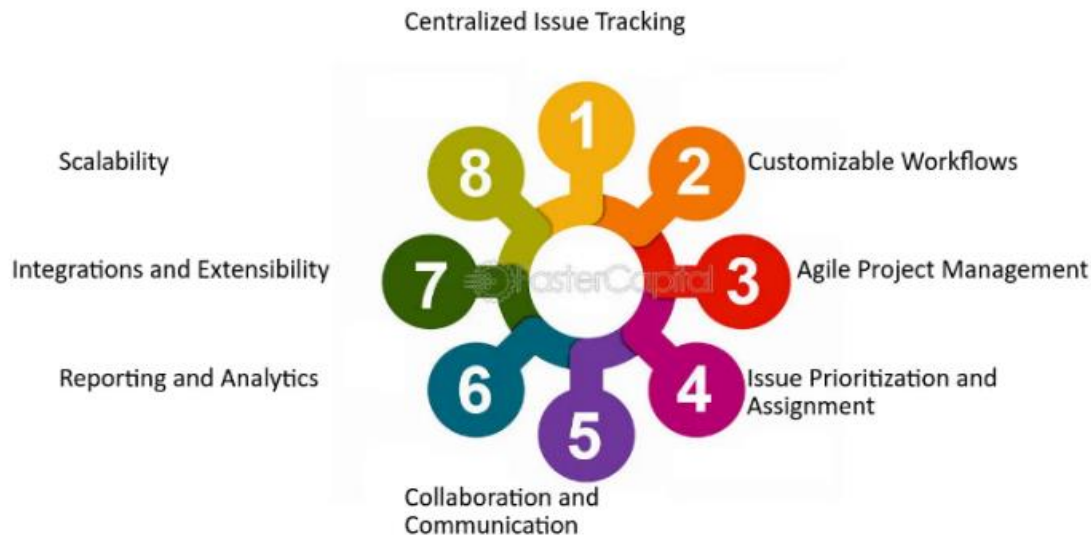 Centralized Issue Tracking
1
2
Customizable Workflows
3
Agile Project Management
4
Issue Prioritization and
Assignment
5
Collaboration and
Communication
6
Reporting and Analytics
7
Integrations and Extensibility
8
Scalability
FasterCapital